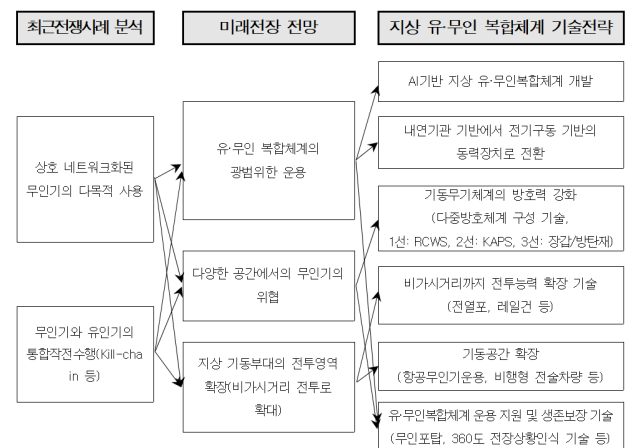 최근전쟁사례 분석
미래전장 전망
지상 유·무인 복합체계 기술전략
상호 네트워크화된
무인기의 다목적 사용
무인기와 유인기의
통합작전수행(Kill-cha
in 등)
유·무인 복합체계의
광범위한 운용
다양한 공간에서의 무인기의
위협
지상 기동부대의 전투영역
확장(비가시거리 전투로
확대)
AI기반 지상 유·무인복합체계 개발
내연기관 기반에서 전기구동 기반의
동력장치로 전환
기동무기체계의 방호력 강화
(다중방호체계 구성 기술,
1선: RCWS, 2선: KAPS, 3선: 장갑/방탄재)
비가시거리까지 전투능력 확장 기술
(전열포, 레일건 등)
기동공간 확장
(항공무인기운용, 비행형 전술차량 등)
유·무인복합체계 운용 지원 및 생존보장 기술
(무인포탑, 360도 전장상황인식 기술 등)